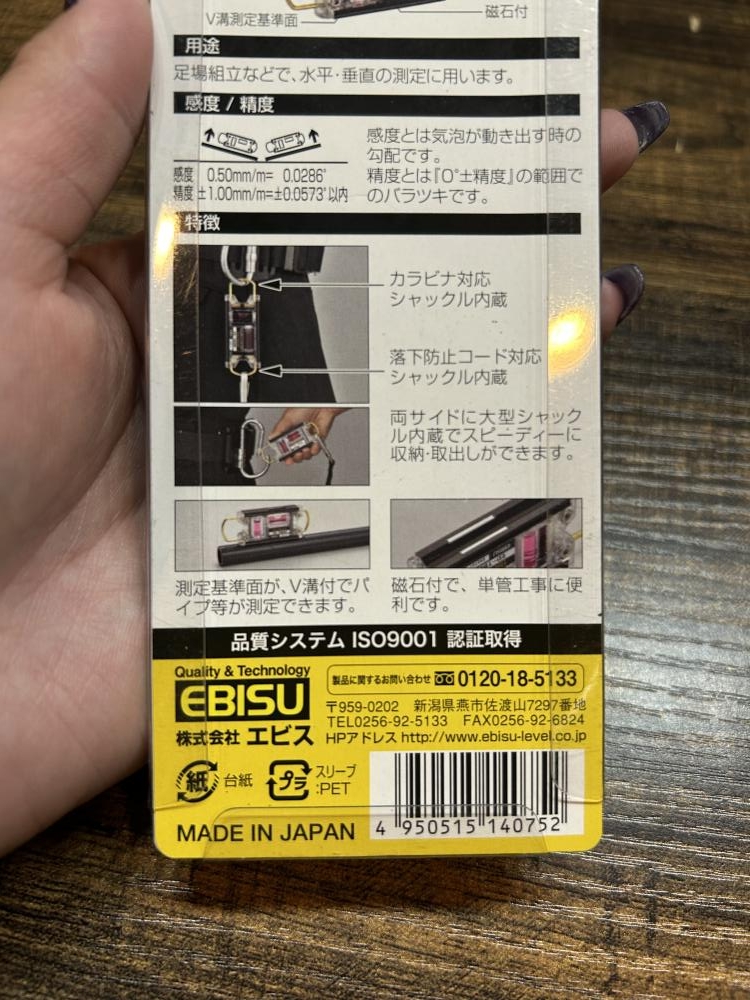 V溝測定基準面
磁石付
用途
足場組立などで、水平・垂直の測定に用います。
感度 / 精度
感度 0.50mm/m= 0.0286°
精度 ±1.00mm/m=±0.0573°以内
感度とは気泡が動き出す時の
勾配です。
精度とは『0°±精度』の範囲で
のバラツキです。
特徴
カラビナ対応
シャックル内蔵
落下防止コード対応
シャックル内蔵
両サイドに大型シャック
ル内蔵でスピーディーに
収納・取出しができます。
測定基準面が、V溝付でパ
イプ等が測定できます。
磁石付で、単管工事に便
利です。
品質システム ISO9001 認証取得
Quality & Technology
EBISU
株式会社 エビス
製品に関するお問い合わせ 0120-18-5133
〒959-0202 新潟県燕市佐渡山7297番地
TEL0256-92-5133 FAX0256-92-6824
HPアドレス http://www.ebisu-level.co.jp
紙 台紙
プラ スリーブ
:PET
MADE IN JAPAN
4 950515 140752